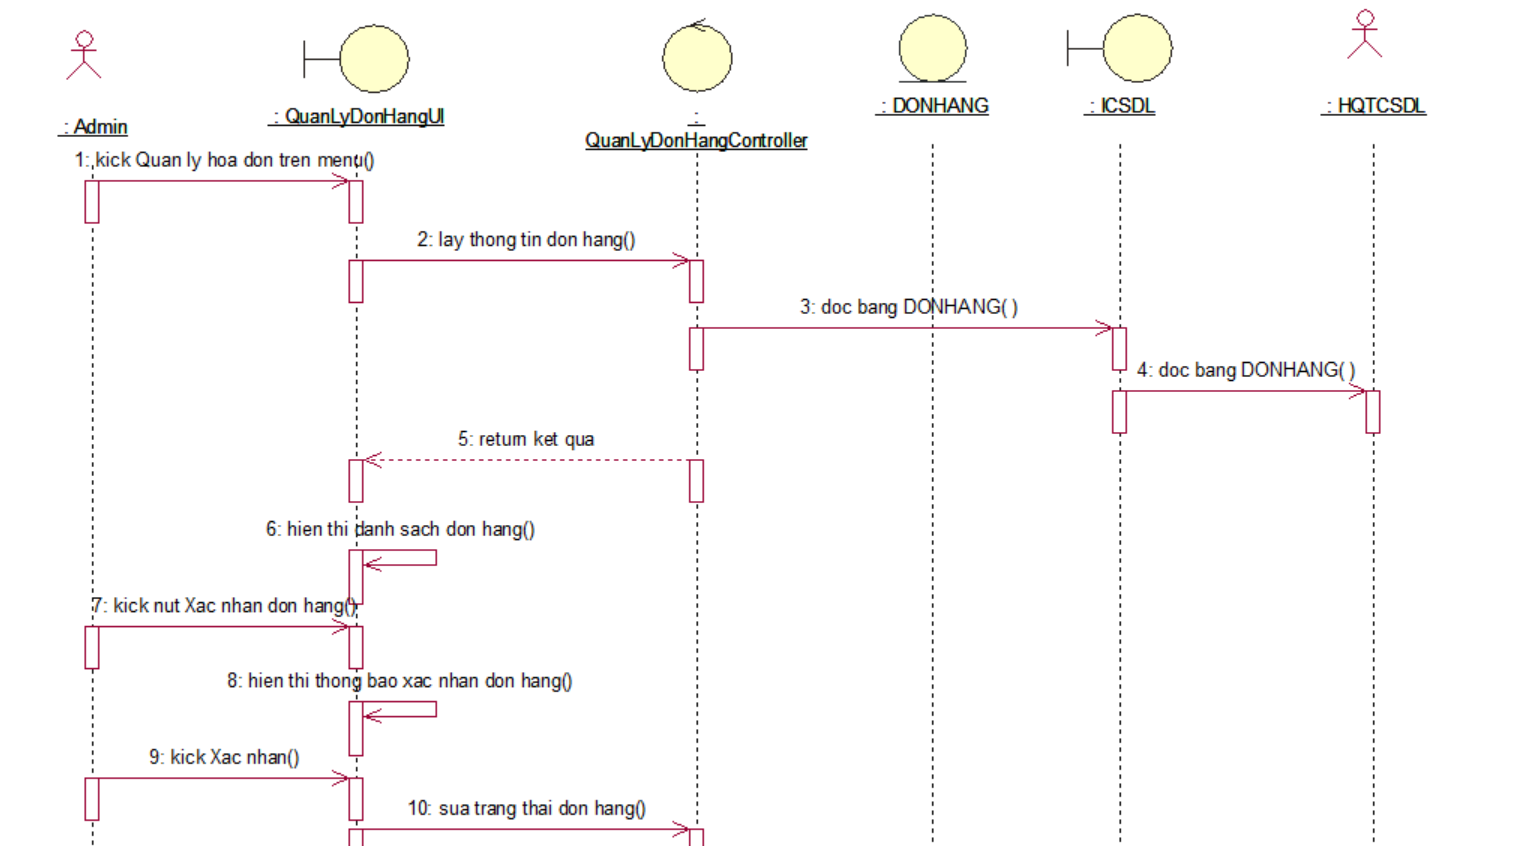 : Admin
: QuanLyDonHangUI
:
QuanLyDonHangController
: DONHANG
: ICSDL
: HQTCSDL
1: kick Quan ly hoa don tren menu()
2: lay thong tin don hang()
3: doc bang DONHANG( )
4: doc bang DONHANG( )
5: return ket qua
6: hien thi danh sach don hang()
7: kick nut Xac nhan don hang()
8: hien thi thong bao xac nhan don hang()
9: kick Xac nhan()
10: sua trang thai don hang()